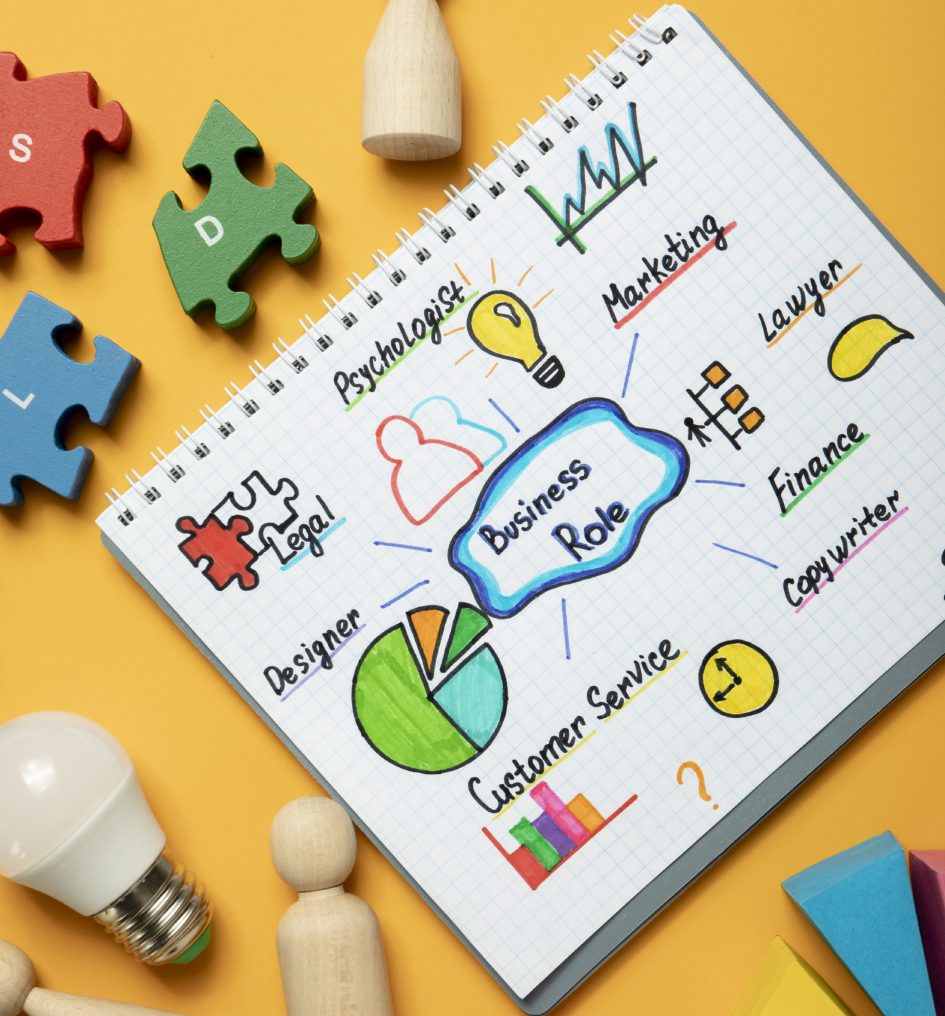 S
D
L
Psychologist
Marketing
Lawyer
Legal
Business
Role
Finance
Copywriter
Designer
Customer Service
?